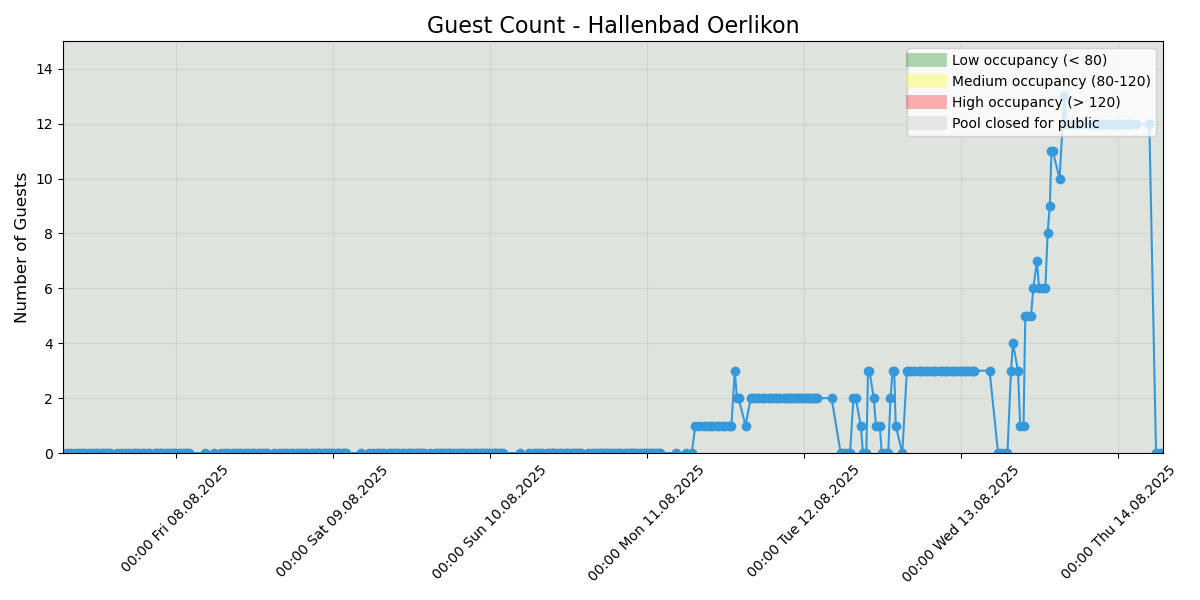 Guest Count - Hallenbad Oerlikon
Low occupancy (< 80)
Medium occupancy (80-120)
High occupancy (> 120)
Pool closed for public
Number of Guests
14
12
10
8
6
4
2
0
00:00 Fri 08.08.2025
00:00 Sat 09.08.2025
00:00 Sun 10.08.2025
00:00 Mon 11.08.2025
00:00 Tue 12.08.2025
00:00 Wed 13.08.2025
00:00 Thu 14.08.2025